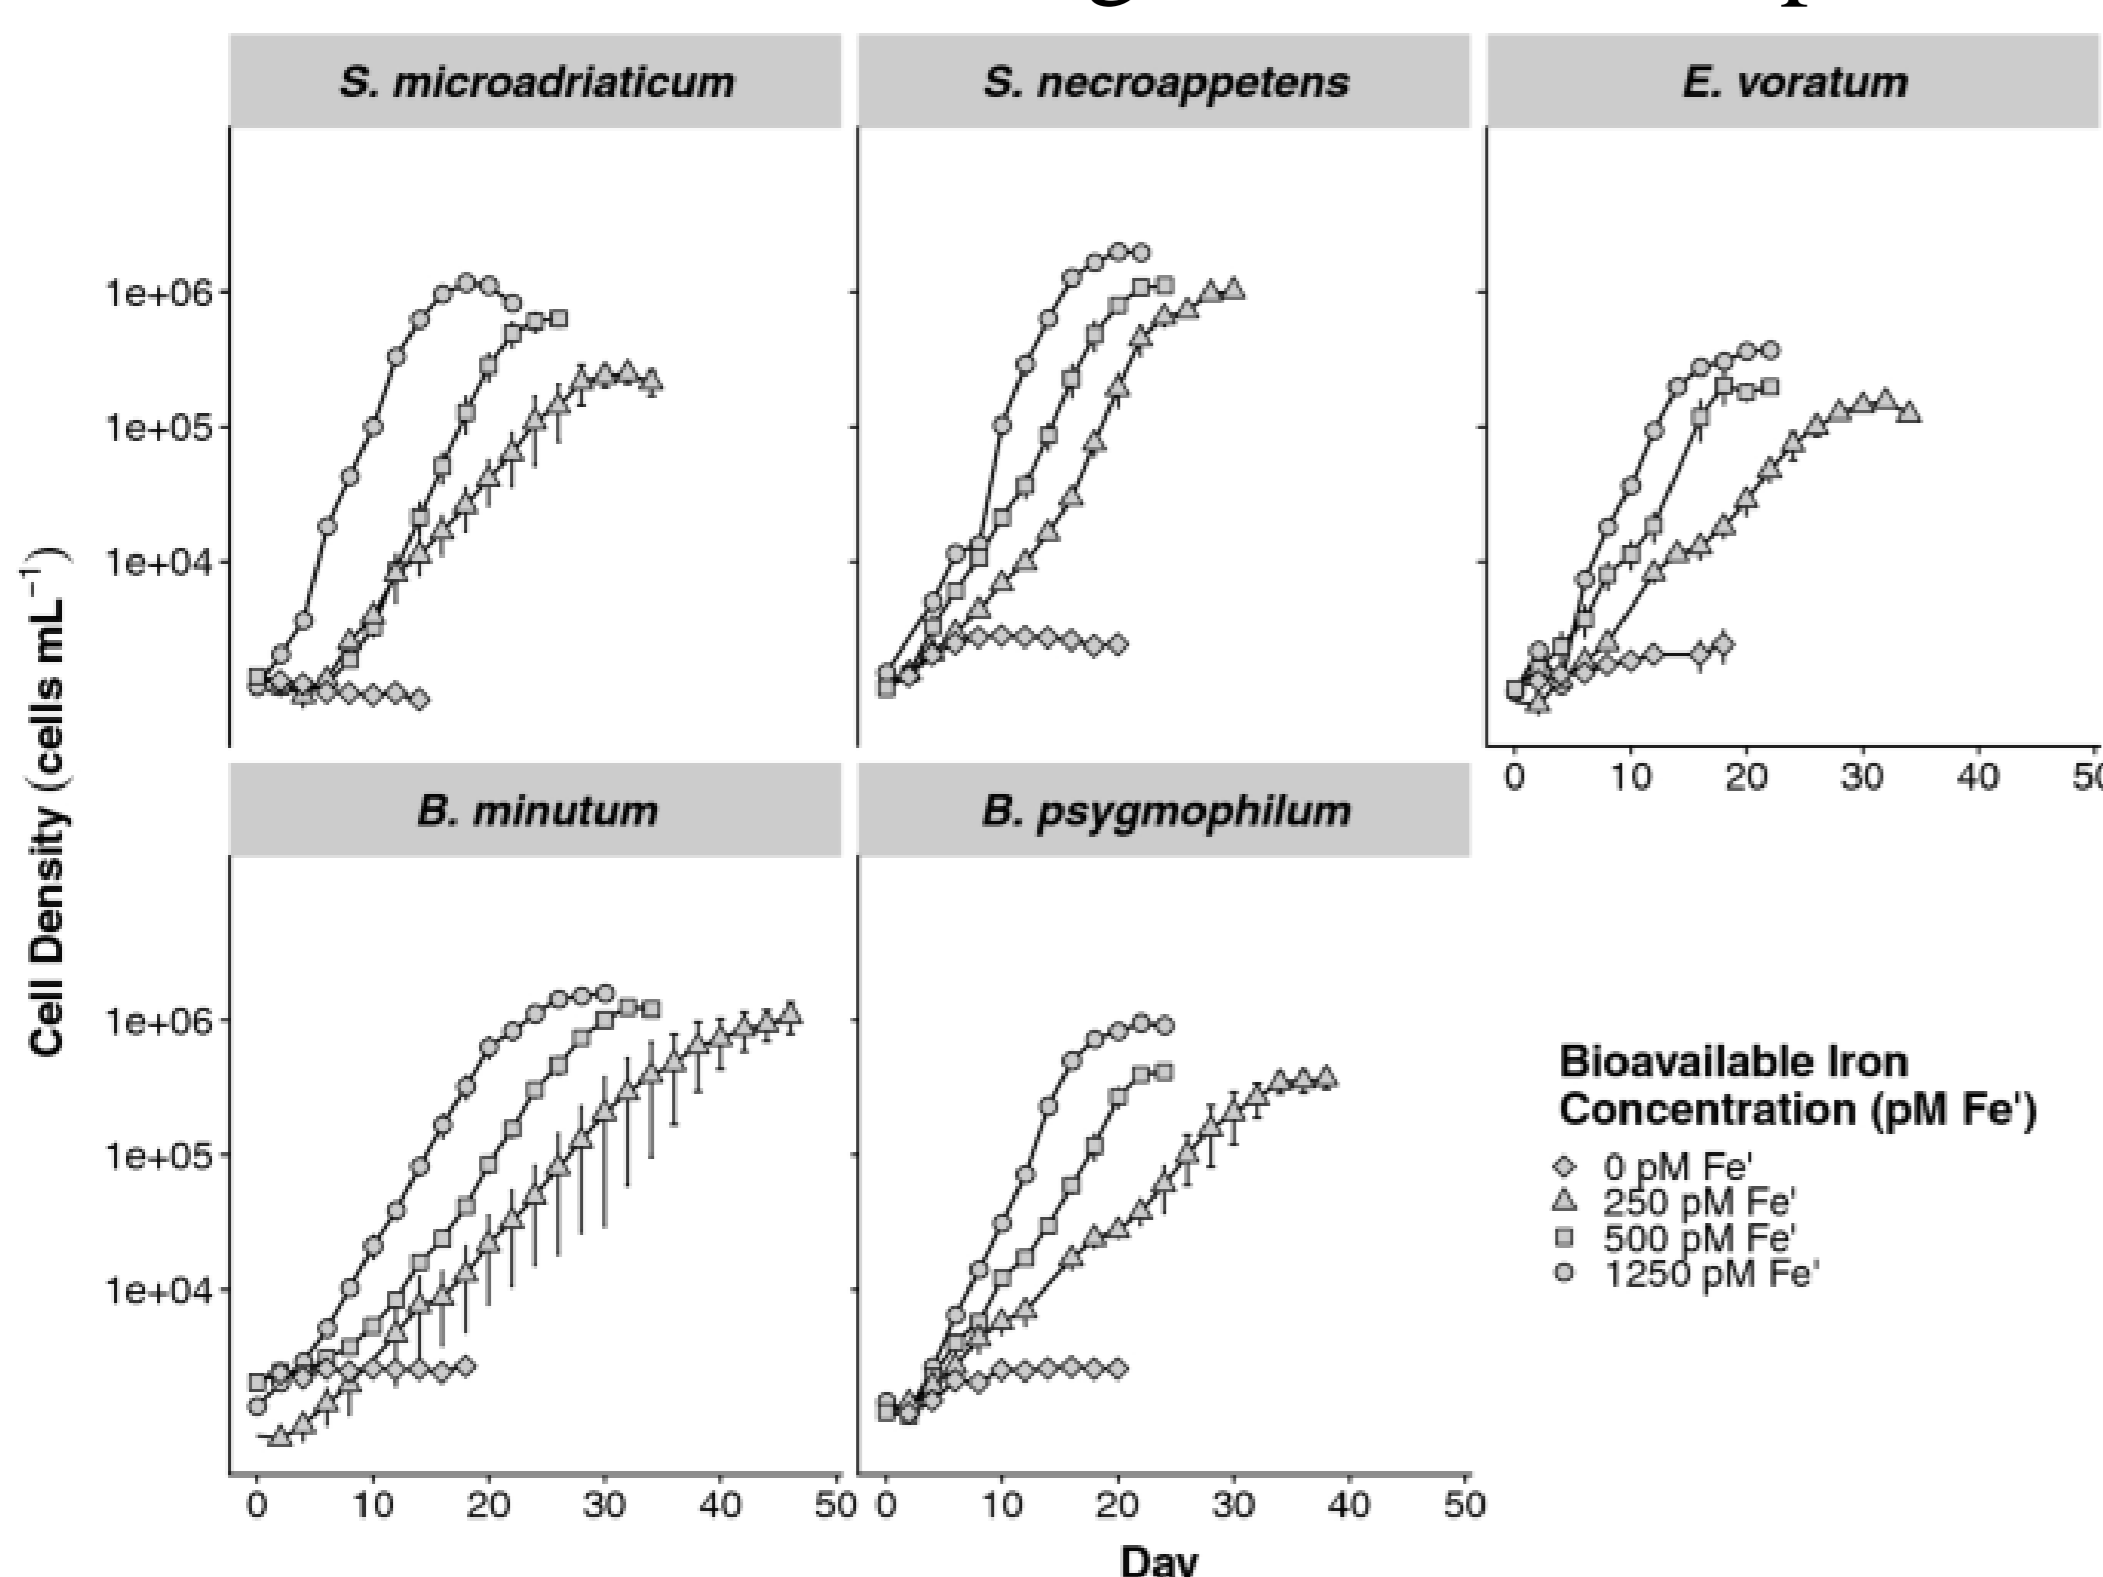 S. microadriaticum
S. necroappetens
E. voratum
1e+06
1e+05
1e+04
0 10 20 30 40
B. minutum
B. psygmophilum
Cell Density (cells mL⁻¹)
1e+06
1e+05
1e+04
0 10 20 30 40 50
0 10 20 30 40 50
Day
Bioavailable Iron
Concentration (pM Fe')
0 pM Fe'
250 pM Fe'
500 pM Fe'
1250 pM Fe'